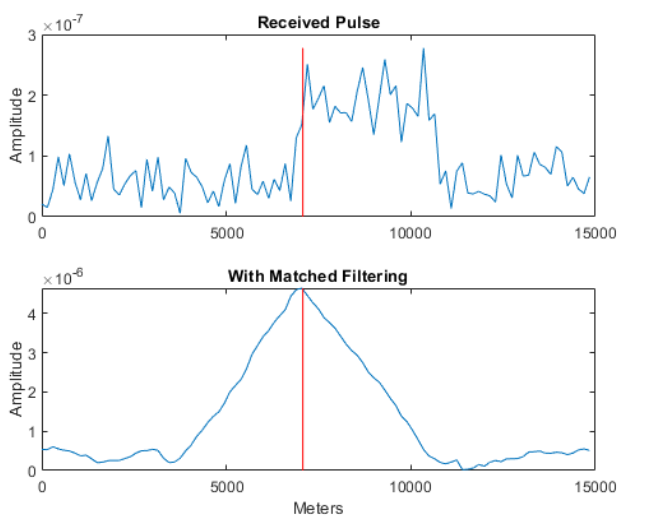 Received Pulse
×10⁻⁷
3
2
1
0
Amplitude
0 5000 10000 15000
With Matched Filtering
×10⁻⁶
4
3
2
1
0
Amplitude
0 5000 10000 15000
Meters